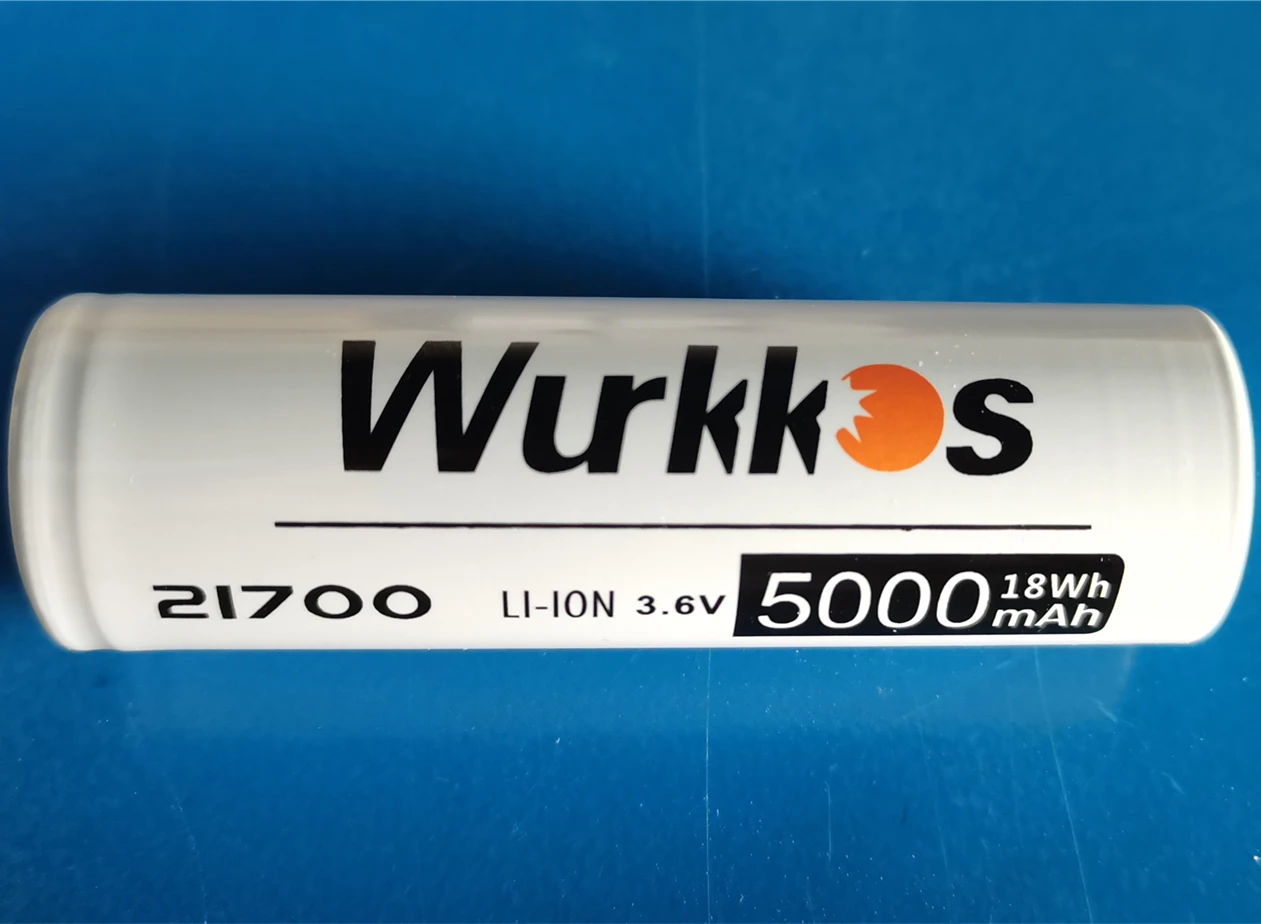 Wurkkos
21700 LI-ION 3.6V 5000 18Wh
mAh